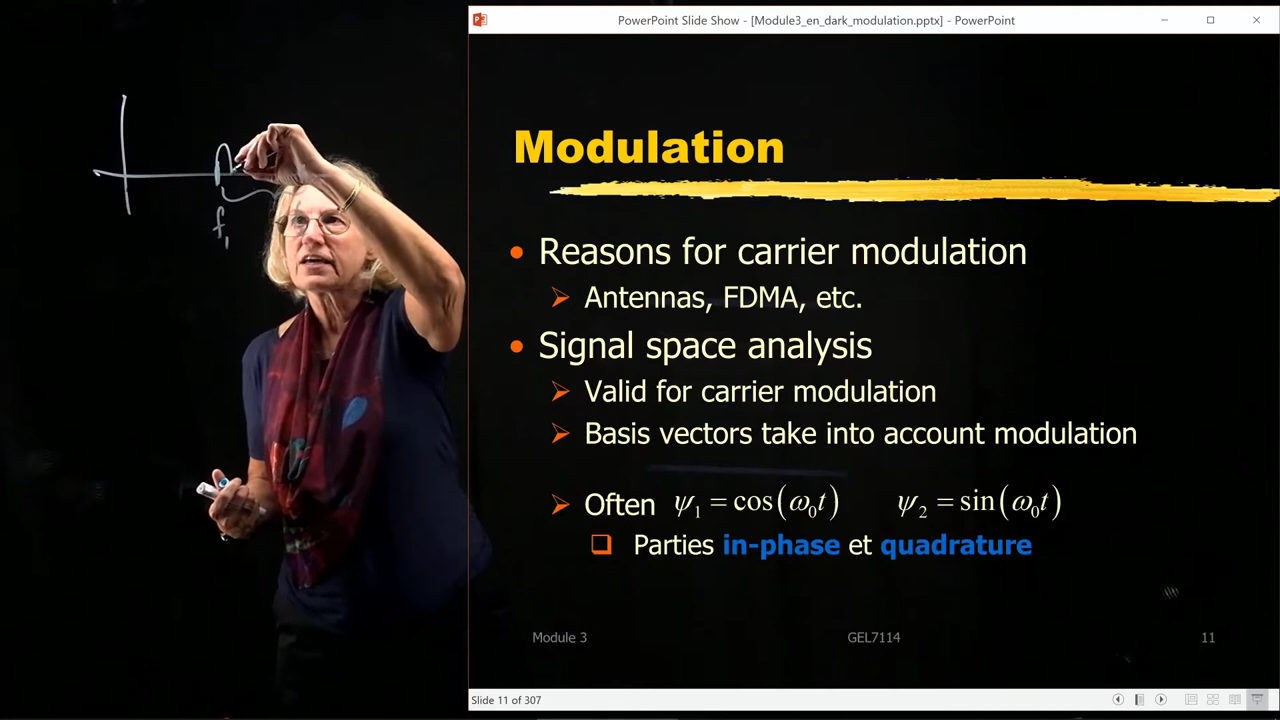 PowerPoint Slide Show - [Module3_en_dark_modulation.pptx] - PowerPoint
Modulation
Reasons for carrier modulation
Antennas, FDMA, etc.
Signal space analysis
Valid for carrier modulation
Basis vectors take into account modulation
Often ψ₁ = cos(ω₀t) ψ₂ = sin(ω₀t)
Parties in-phase et quadrature
Module 3 GEL7114 11
Slide 11 of 307
f₁